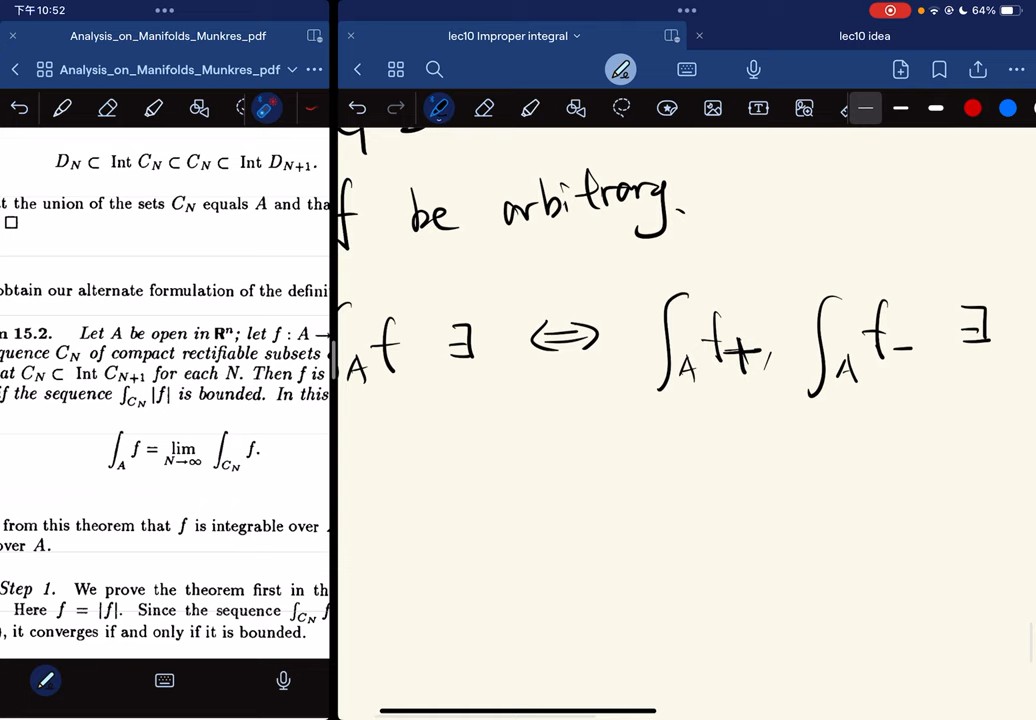 下午10:52
64%
Analysis_on_Manifolds_Munkres_pdf
lec10 Improper integral
lec10 idea
Analysis_on_Manifolds_Munkres_pdf
D_N ⊂ Int C_N ⊂ C_N ⊂ Int D_{N+1}.
t the union of the sets C_N equals A and tha
□
obtain our alternate formulation of the defini
m 15.2. Let A be open in R^n; let f : A →
quence C_N of compact rectifiable subsets
at C_N ⊂ Int C_{N+1} for each N. Then f is
if the sequence ∫_{C_N} |f| is bounded. In this
∫_A f = lim_{N→∞} ∫_{C_N} f.
from this theorem that f is integrable over
over A.
Step 1. We prove the theorem first in th
Here f = |f|. Since the sequence ∫_{C_N} f
), it converges if and only if it is bounded.
f be arbitrary.
∫_A f ∃ ⇔ ∫_A f_+, ∫_A f_- ∃